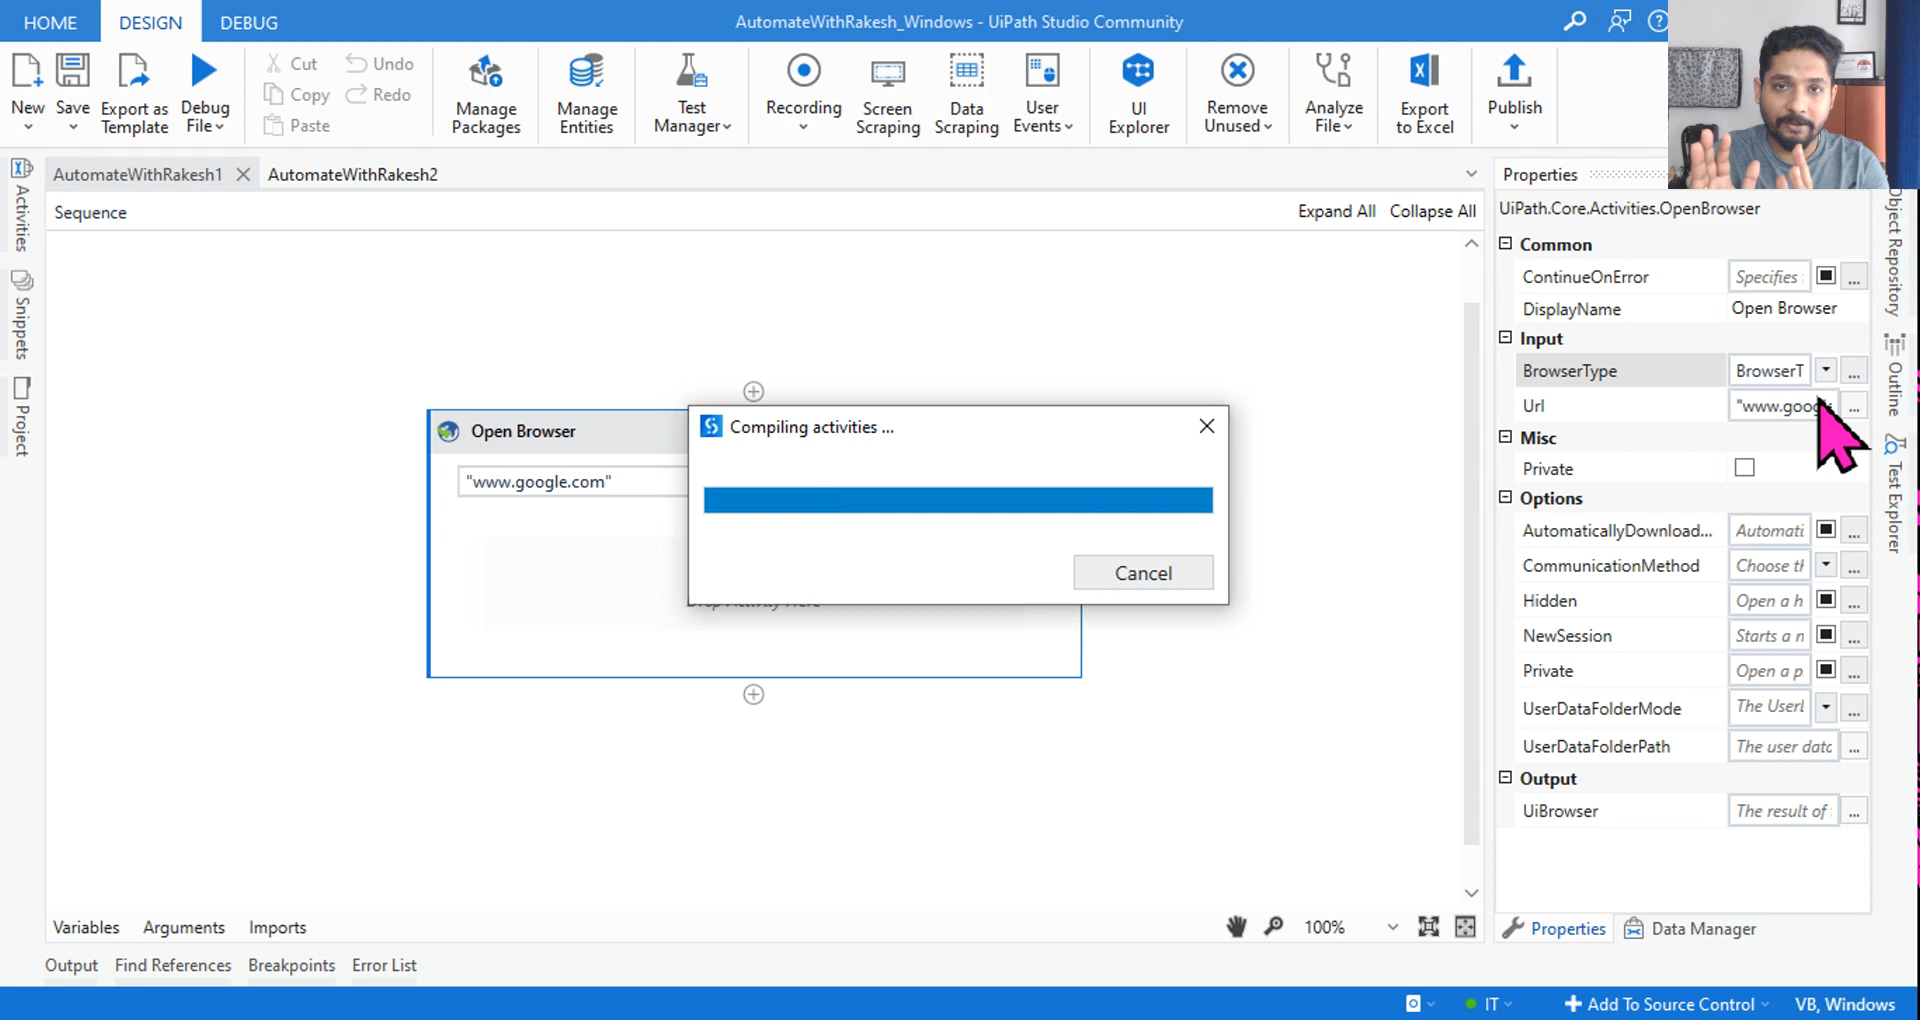 HOME DESIGN DEBUG AutomateWithRakesh_Windows - UiPath Studio Community
New
Save
Export as
Template
Debug
File
Cut
Copy
Paste
Undo
Redo
Manage
Packages
Manage
Entities
Test
Manager
Recording
Screen
Scraping
Data
Scraping
User
Events
UI
Explorer
Remove
Unused
Analyze
File
Export
to Excel
Publish
Activities
Snippets
Project
AutomateWithRakesh1 AutomateWithRakesh2
Sequence Expand All Collapse All
Open Browser
"www.google.com"
Compiling activities ...
Cancel
Properties
UiPath.Core.Activities.OpenBrowser
Common
ContinueOnError Specifies
DisplayName Open Browser
Input
BrowserType BrowserT
Url "www.goog
Misc
Private
Options
AutomaticallyDownload... Automati
CommunicationMethod Choose th
Hidden Open a h
NewSession Starts a n
Private Open a p
UserDataFolderMode The UserD
UserDataFolderPath The user data
Output
UiBrowser The result of
Object Repository
Outline
Test Explorer
Variables Arguments Imports 100%
Properties Data Manager
Output Find References Breakpoints Error List
IT Add To Source Control VB, Windows